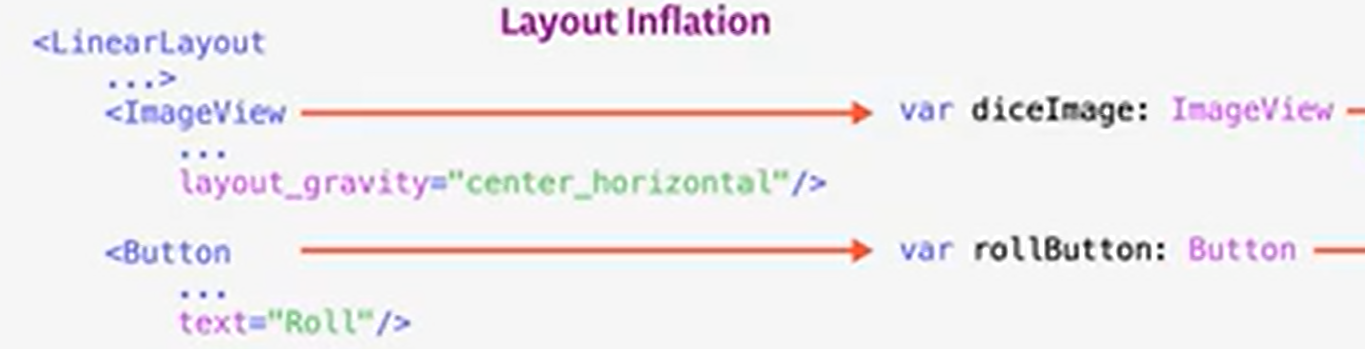 Layout Inflation
<LinearLayout
...>
<ImageView
var diceImage: ImageView
...
layout_gravity="center_horizontal"/>
<Button
var rollButton: Button
...
text="Roll"/>